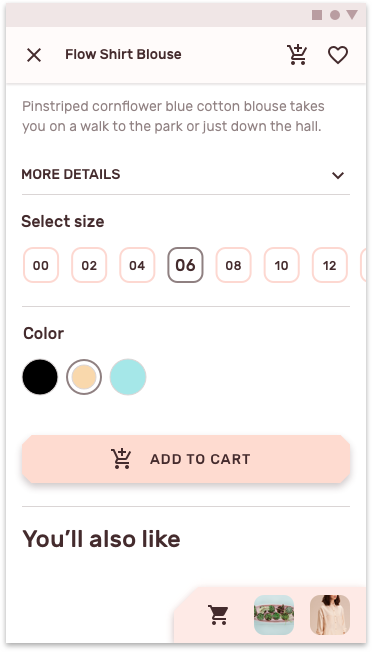 Flow Shirt Blouse
Pinstriped cornflower blue cotton blouse takes
you on a walk to the park or just down the hall.
MORE DETAILS
Select size
00 02 04 06 08 10 12
Color
ADD TO CART
You’ll also like